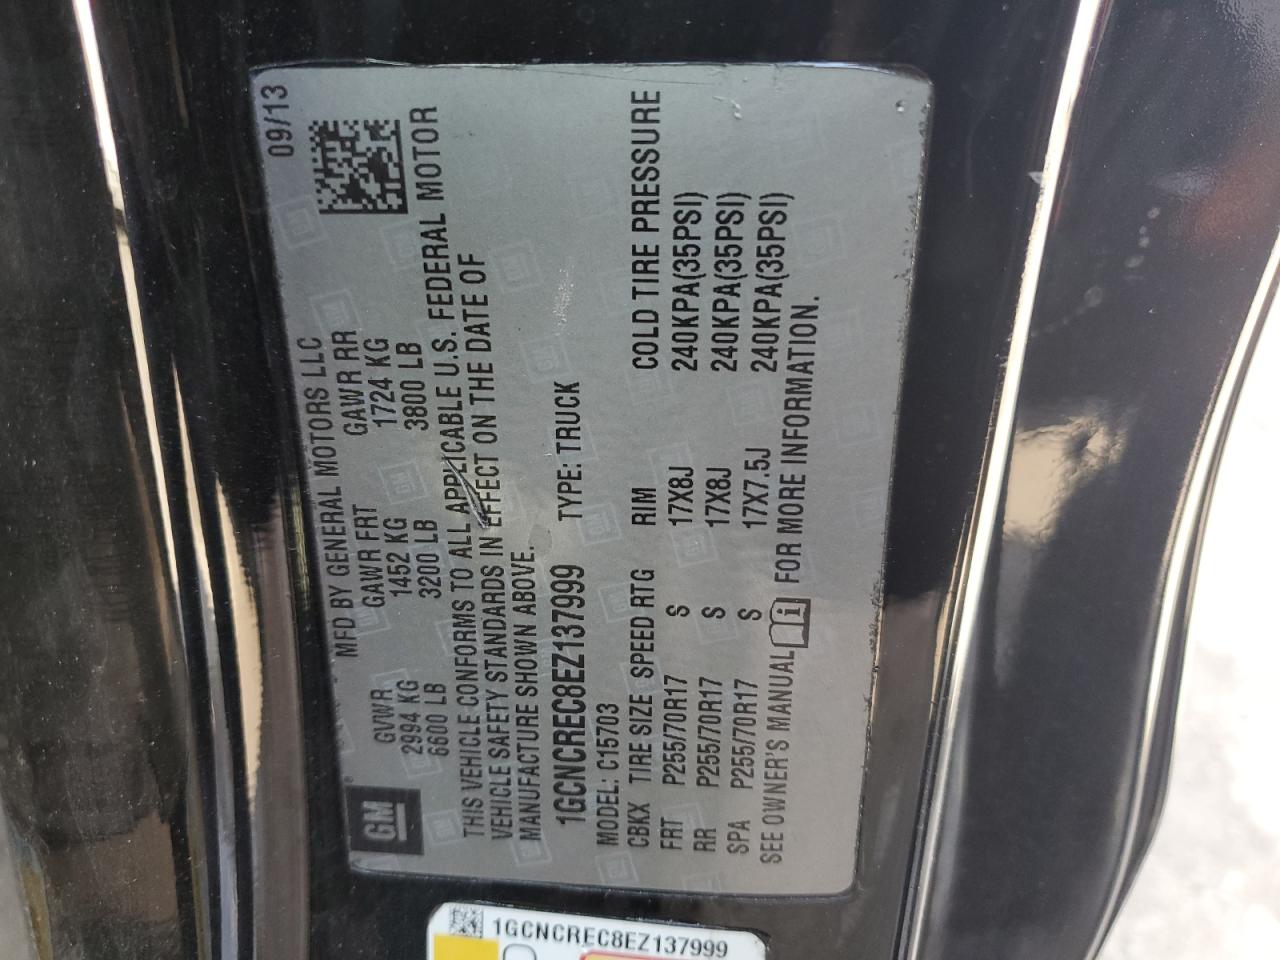 09/13
GM
MFD BY GENERAL MOTORS LLC
GVWR GAWR FRT GAWR RR
2994 KG 1452 KG 1724 KG
6600 LB 3200 LB 3800 LB
THIS VEHICLE CONFORMS TO ALL APPLICABLE U.S. FEDERAL MOTOR
VEHICLE SAFETY STANDARDS IN EFFECT ON THE DATE OF
MANUFACTURE SHOWN ABOVE.
1GCNCREC8EZ137999 TYPE: TRUCK
MODEL: C15703
CBKX TIRE SIZE SPEED RTG RIM COLD TIRE PRESSURE
FRT P255/70R17 S 17X8J 240KPA(35PSI)
RR P255/70R17 S 17X8J 240KPA(35PSI)
SPA P255/70R17 S 17X7.5J 240KPA(35PSI)
SEE OWNER'S MANUAL i FOR MORE INFORMATION.
1GCNCREC8EZ137999